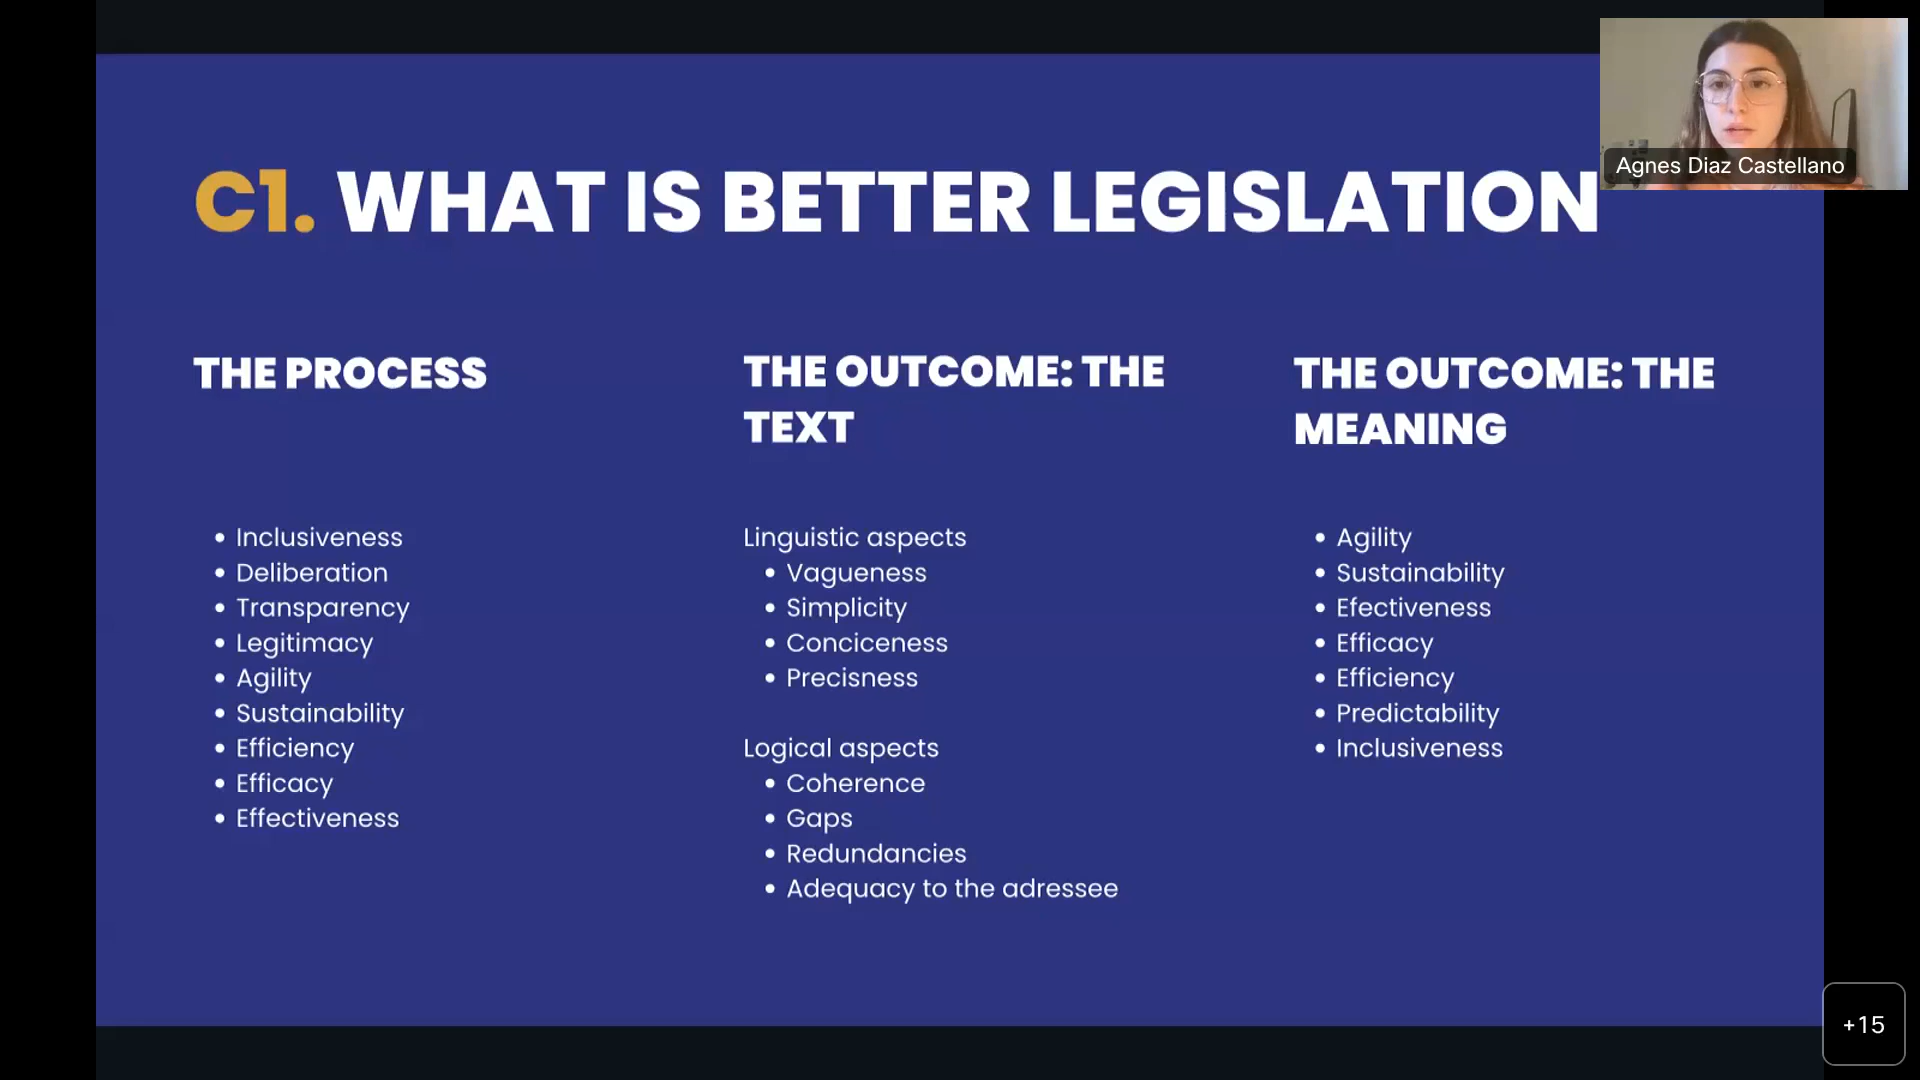 C1. WHAT IS BETTER LEGISLATION
THE PROCESS
• Inclusiveness
• Deliberation
• Transparency
• Legitimacy
• Agility
• Sustainability
• Efficiency
• Efficacy
• Effectiveness
THE OUTCOME: THE
TEXT
Linguistic aspects
• Vagueness
• Simplicity
• Conciceness
• Precisness
Logical aspects
• Coherence
• Gaps
• Redundancies
• Adequacy to the adressee
THE OUTCOME: THE
MEANING
• Agility
• Sustainability
• Efectiveness
• Efficacy
• Efficiency
• Predictability
• Inclusiveness
Agnes Diaz Castellano
+15